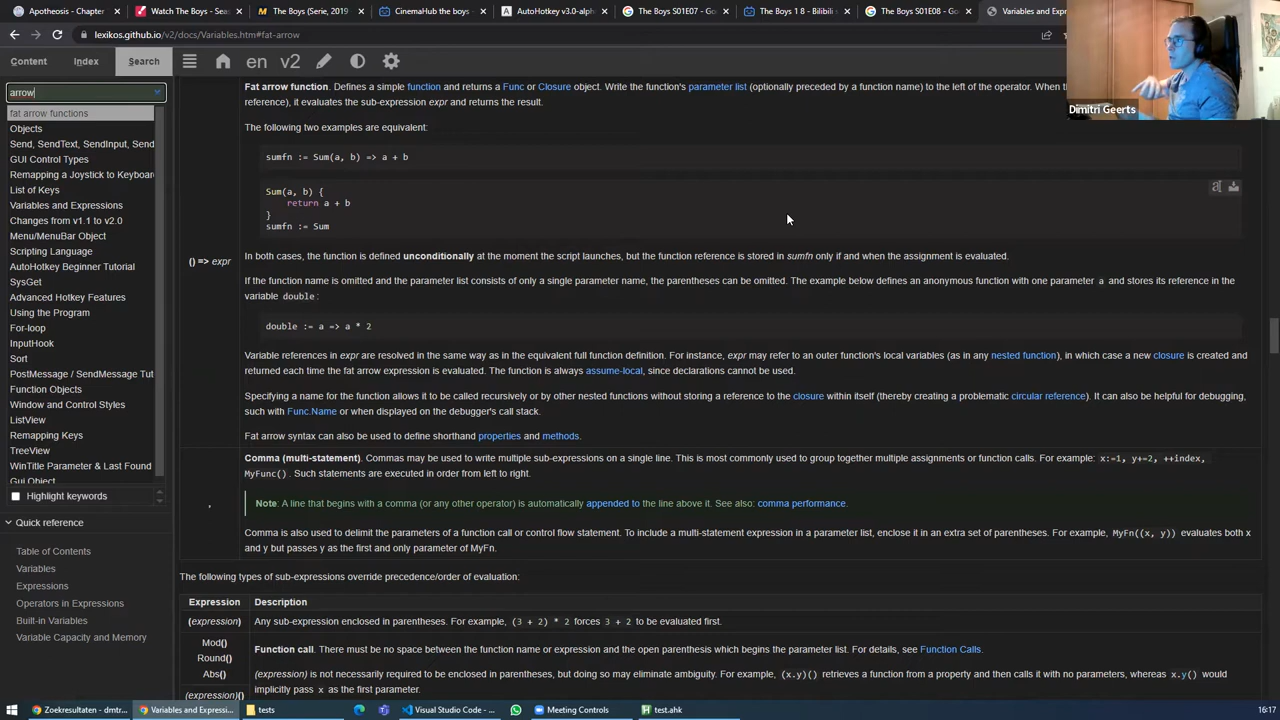 Apotheosis - Chapter
Watch The Boys - Seas
The Boys (Serie, 2019
CinemaHub the boys
AutoHotkey v3.0-alph
The Boys S01E07 - Go
The Boys 1 8 - Bilibili
The Boys S01E08 - Go
Variables and Expres
lexikos.github.io/v2/docs/Variables.htm#fat-arrow
Content Index Search en v2
arrow
fat arrow functions
Objects
Send, SendText, SendInput, Send
GUI Control Types
Remapping a Joystick to Keyboar
List of Keys
Variables and Expressions
Changes from v1.1 to v2.0
Menu/MenuBar Object
Scripting Language
AutoHotkey Beginner Tutorial
SysGet
Advanced Hotkey Features
Using the Program
For-loop
InputHook
Sort
PostMessage / SendMessage Tut
Function Objects
Window and Control Styles
ListView
Remapping Keys
TreeView
WinTitle Parameter & Last Found
Gui Object
Highlight keywords
Quick reference
Table of Contents
Variables
Expressions
Operators in Expressions
Built-in Variables
Variable Capacity and Memory
Dimitri Geerts
() => expr
Fat arrow function. Defines a simple function and returns a Func or Closure object. Write the function's parameter list (optionally preceded by a function name) to the left of the operator. When
reference), it evaluates the sub-expression expr and returns the result.
The following two examples are equivalent:
sumfn := Sum(a, b) => a + b
Sum(a, b) {
return a + b
}
sumfn := Sum
In both cases, the function is defined unconditionally at the moment the script launches, but the function reference is stored in sumfn only if and when the assignment is evaluated.
If the function name is omitted and the parameter list consists of only a single parameter name, the parentheses can be omitted. The example below defines an anonymous function with one parameter a and stores its reference in the
variable double:
double := a => a * 2
Variable references in expr are resolved in the same way as in the equivalent full function definition. For instance, expr may refer to an outer function's local variables (as in any nested function), in which case a new closure is created and
returned each time the fat arrow expression is evaluated. The function is always assume-local, since declarations cannot be used.
Specifying a name for the function allows it to be called recursively or by other nested functions without storing a reference to the closure within itself (thereby creating a problematic circular reference). It can also be helpful for debugging,
such with Func.Name or when displayed on the debugger's call stack.
Fat arrow syntax can also be used to define shorthand properties and methods.
,
Comma (multi-statement). Commas may be used to write multiple sub-expressions on a single line. This is most commonly used to group together multiple assignments or function calls. For example: x:=1, y+=2, ++index,
MyFunc(). Such statements are executed in order from left to right.
Note: A line that begins with a comma (or any other operator) is automatically appended to the line above it. See also: comma performance.
Comma is also used to delimit the parameters of a function call or control flow statement. To include a multi-statement expression in a parameter list, enclose it in an extra set of parentheses. For example, MyFn((x, y)) evaluates both x
and y but passes y as the first and only parameter of MyFn.
The following types of sub-expressions override precedence/order of evaluation:
Expression Description
(expression) Any sub-expression enclosed in parentheses. For example, (3 + 2) * 2 forces 3 + 2 to be evaluated first.
Mod()
Round()
Abs()
Function call. There must be no space between the function name or expression and the open parenthesis which begins the parameter list. For details, see Function Calls.
(expression) is not necessarily required to be enclosed in parentheses, but doing so may eliminate ambiguity. For example, (x.y)() retrieves a function from a property and then calls it with no parameters, whereas x.y() would
implicitly pass x as the first parameter.
(expression)()
Zoekresultaten - dmtr...
Variables and Expressi...
tests
Visual Studio Code - ...
Meeting Controls
test.ahk
16:17